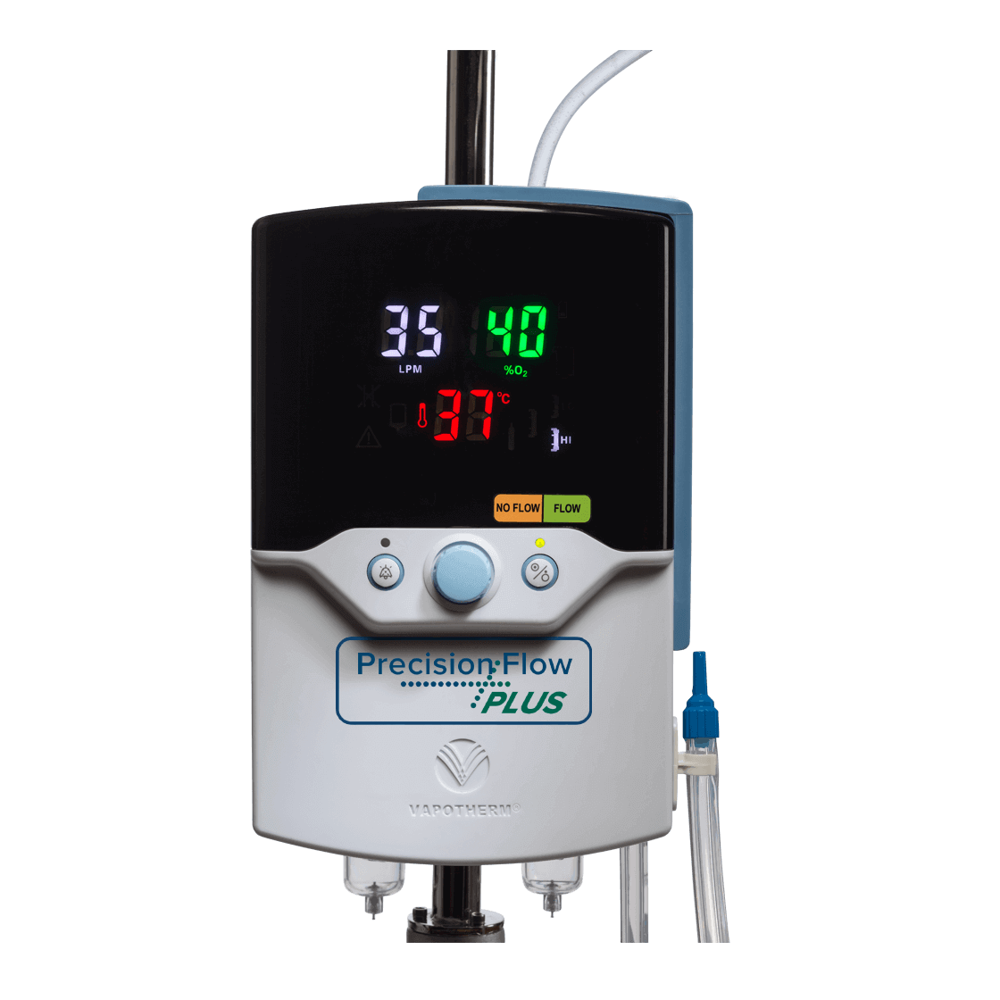 35 40
LPM %O₂
37 °C
Hi
NO FLOW FLOW
Precision Flow
PLUS
VAPOTHERM®